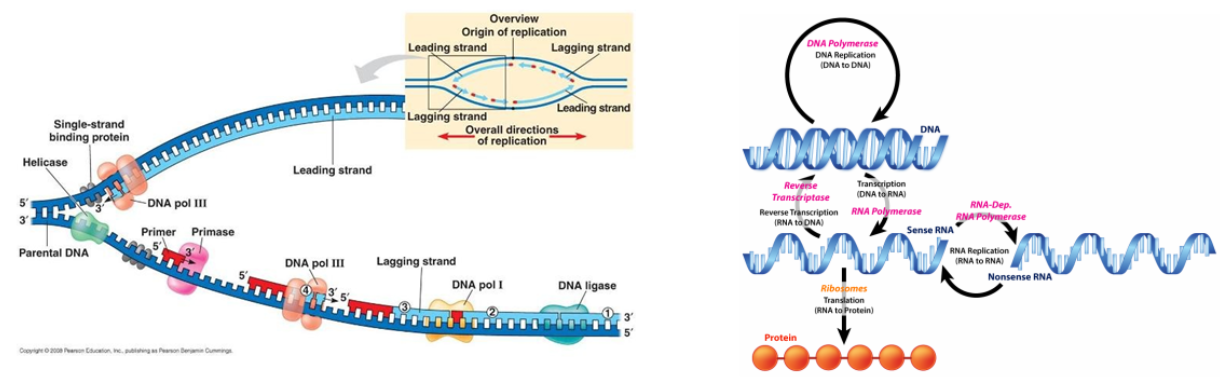 Overview
Origin of replication
Leading strand
Lagging strand
Lagging strand
Leading strand
Overall directions
of replication
Single-strand
binding protein
Helicase
Leading strand
5'
3'
3'
DNA pol III
Parental DNA
Primer
5'
3'
Primase
5'
DNA pol III
4
3'
5'
Lagging strand
3
DNA pol I
2
DNA ligase
1
3'
5'
Copyright © 2008 Pearson Education, Inc., publishing as Pearson Benjamin Cummings.
DNA Polymerase
DNA Replication
(DNA to DNA)
DNA
Reverse
Transcriptase
Reverse Transcription
(RNA to DNA)
Transcription
(DNA to RNA)
RNA Polymerase
RNA-Dep.
RNA Polymerase
Sense RNA
RNA Replication
(RNA to RNA)
Nonsense RNA
Ribosomes
Translation
(RNA to Protein)
Protein